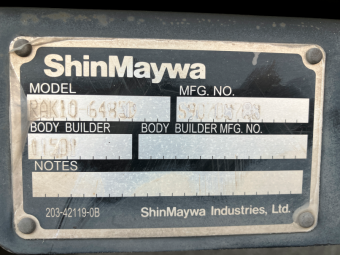 ShinMaywa
MODEL MFG. NO.
BODY BUILDER BODY BUILDER MFG. NO.
NOTES
203-42119-0B ShinMaywa Industries, Ltd.